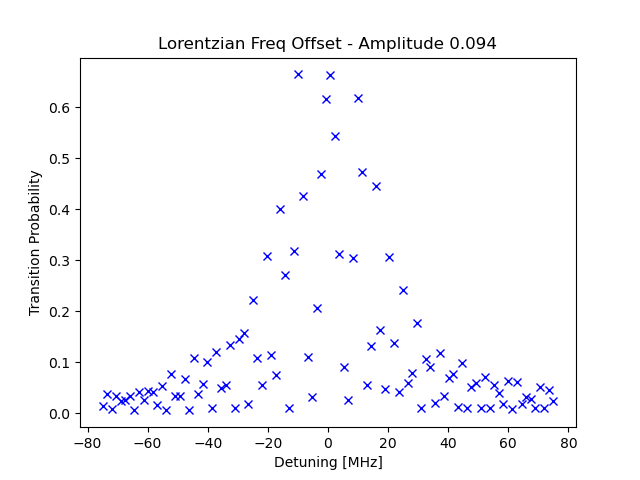 Lorentzian Freq Offset - Amplitude 0.094
Transition Probability
0.6
0.5
0.4
0.3
0.2
0.1
0.0
−80 −60 −40 −20 0 20 40 60 80
Detuning [MHz]